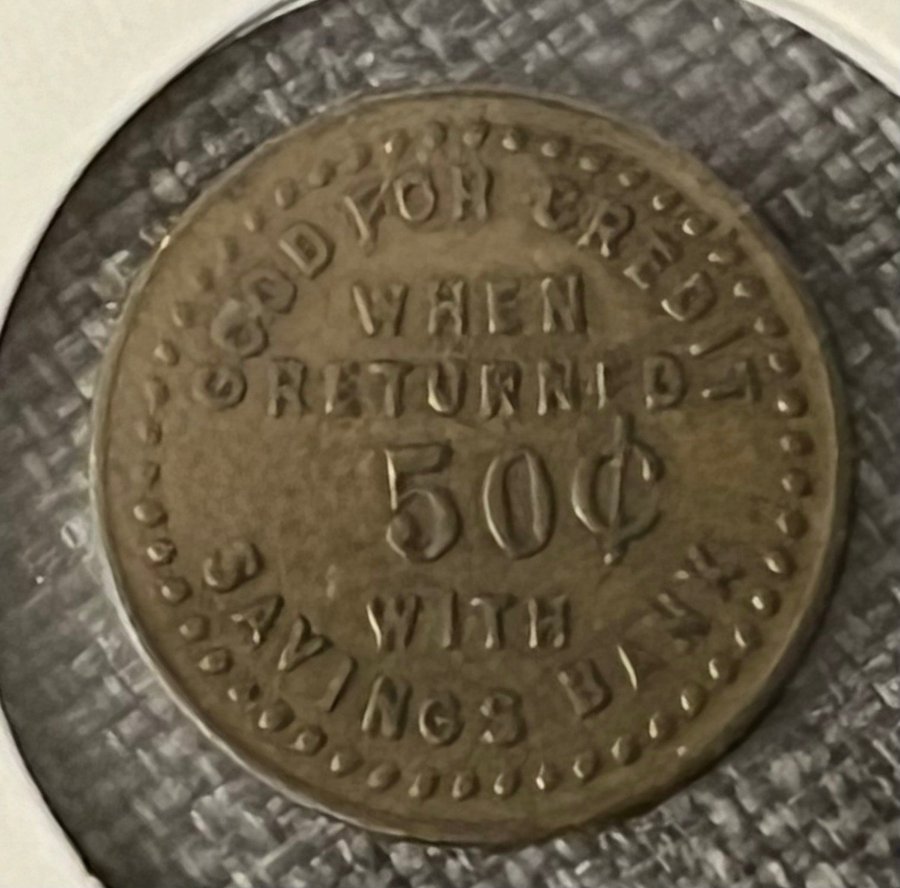 GOOD FOR CREDIT
WHEN
RETURNED
50¢
WITH
SAVINGS BANK